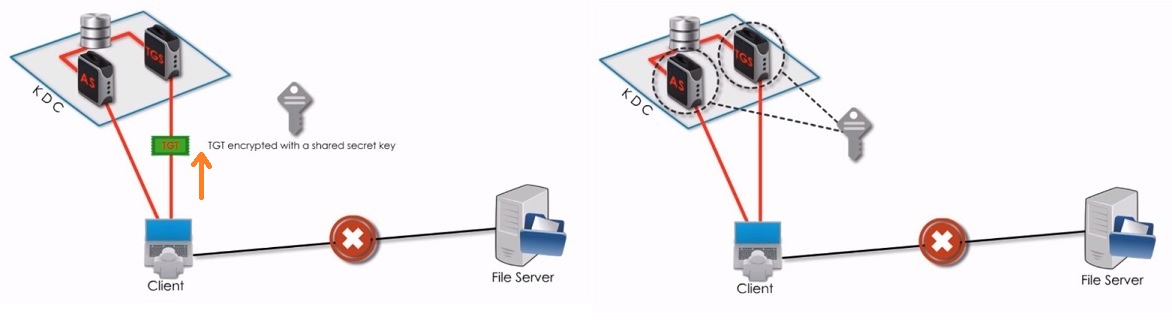 TGS
AS
KDC
TGT
TGT encrypted with a shared secret key
Client
File Server
TGS
AS
KDC
Client
File Server